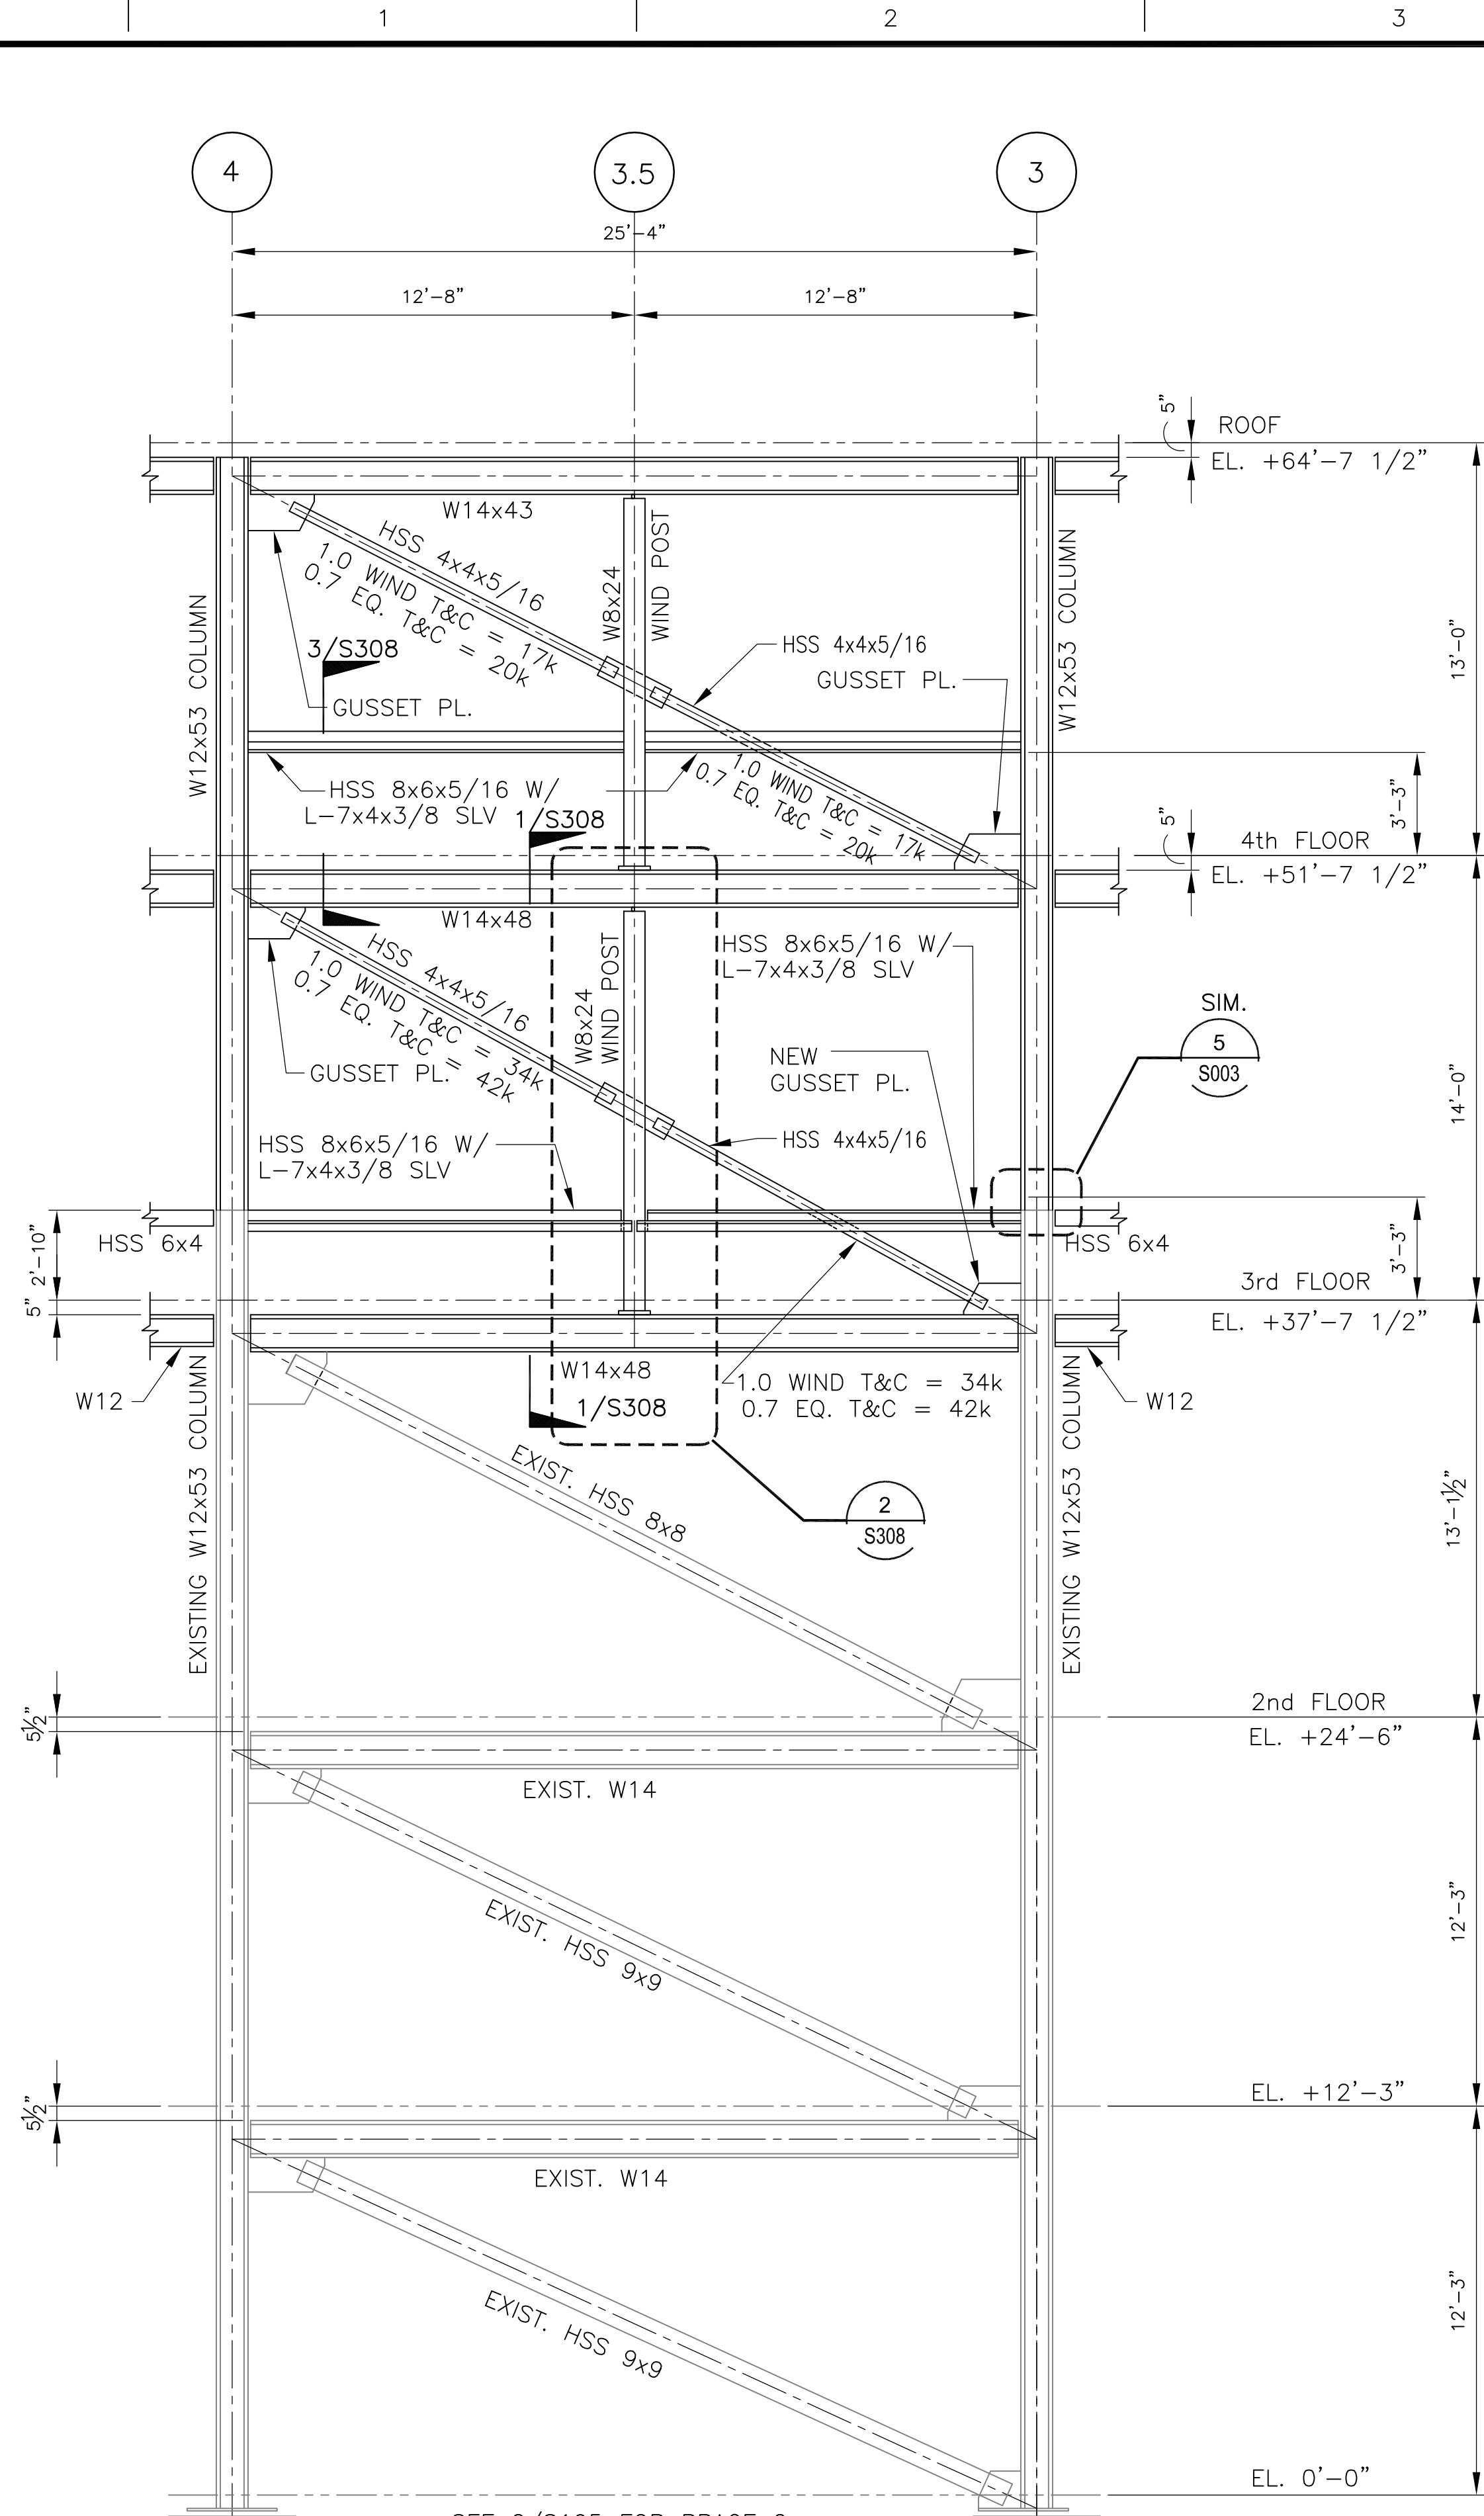 1
2
3
4
3.5
3
25'-4"
12'-8"
12'-8"
5"
ROOF
EL. +64'-7 1/2"
W14x43
HSS 4x4x5/16
1.0 WIND T&C = 17k
0.7 EQ. T&C = 20k
W8x24
WIND POST
W12x53 COLUMN
W12x53 COLUMN
13'-0"
3/S308
HSS 4x4x5/16
GUSSET PL.
GUSSET PL.
HSS 8x6x5/16 W/
L-7x4x3/8 SLV
1/S308
1.0 WIND T&C = 17k
0.7 EQ. T&C = 20k
3'-3"
5"
4th FLOOR
EL. +51'-7 1/2"
W14x48
HSS 4x4x5/16
1.0 WIND T&C = 34k
0.7 EQ. T&C = 42k
W8x24
WIND POST
HSS 8x6x5/16 W/
L-7x4x3/8 SLV
SIM.
5
S003
NEW
GUSSET PL.
GUSSET PL.
14'-0"
HSS 4x4x5/16
HSS 8x6x5/16 W/
L-7x4x3/8 SLV
2'-10"
5"
HSS 6x4
HSS 6x4
3'-3"
3rd FLOOR
EL. +37'-7 1/2"
W12
W14x48
1/S308
1.0 WIND T&C = 34k
0.7 EQ. T&C = 42k
W12
EXISTING W12x53 COLUMN
EXISTING W12x53 COLUMN
EXIST. HSS 8x8
2
S308
13'-1½"
5½"
2nd FLOOR
EL. +24'-6"
EXIST. W14
EXIST. HSS 9x9
12'-3"
5½"
EL. +12'-3"
EXIST. W14
EXIST. HSS 9x9
12'-3"
EL. 0'-0"